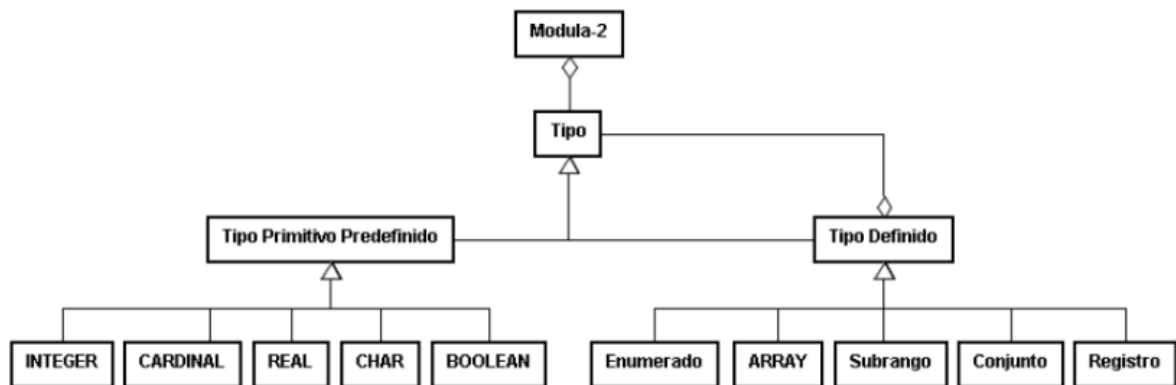 Modula-2
Tipo
Tipo Primitivo Predefinido
Tipo Definido
INTEGER
CARDINAL
REAL
CHAR
BOOLEAN
Enumerado
ARRAY
Subrango
Conjunto
Registro